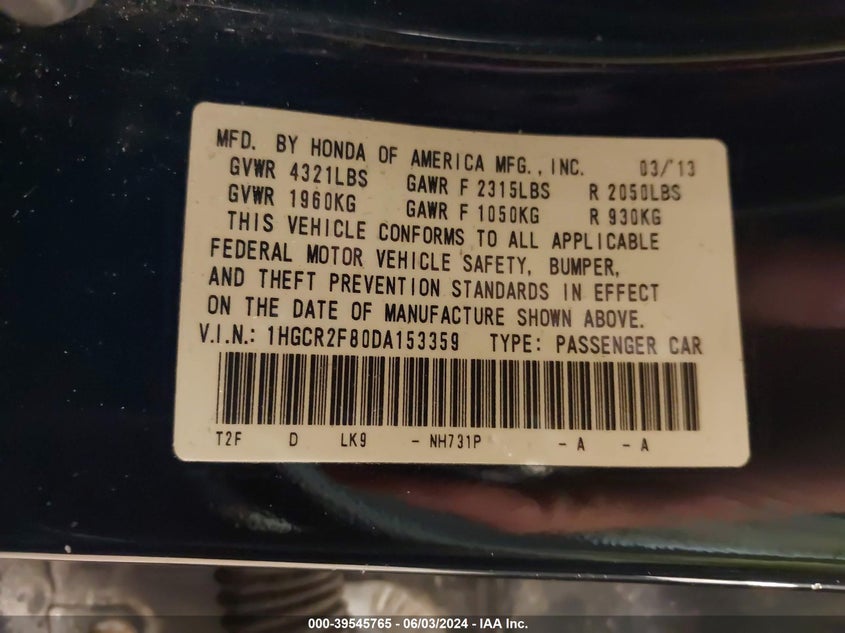 MFD. BY HONDA OF AMERICA MFG., INC. 03/'13
GVWR 4321LBS GAWR F 2315LBS R 2050LBS
GVWR 1960KG GAWR F 1050KG R 930KG
THIS VEHICLE CONFORMS TO ALL APPLICABLE
FEDERAL MOTOR VEHICLE SAFETY, BUMPER,
AND THEFT PREVENTION STANDARDS IN EFFECT
ON THE DATE OF MANUFACTURE SHOWN ABOVE.
V.I.N.: 1HGCR2F80DA153359 TYPE: PASSENGER CAR
T2F D LK9 - NH731P - A - A
000-39545765 - 06/03/2024 - IAA Inc.